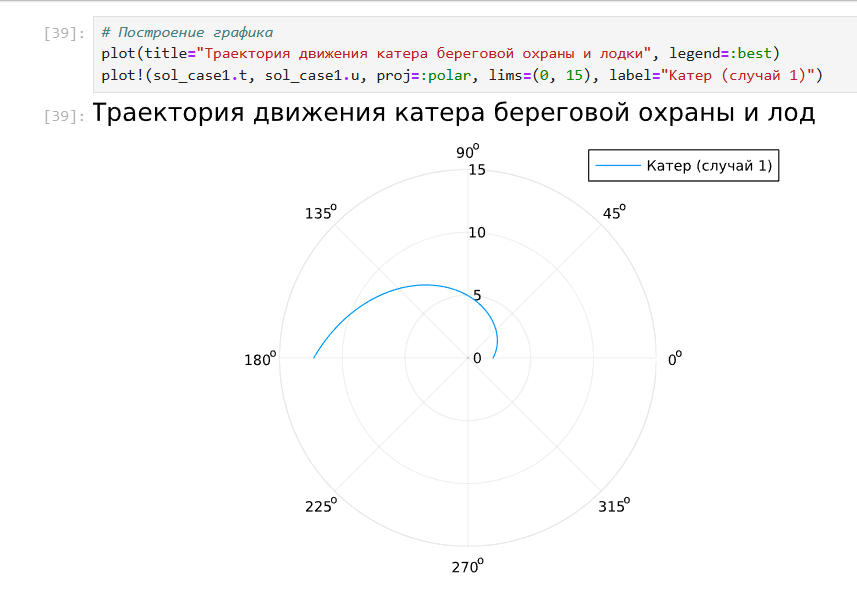 [39]: # Построение графика
plot(title="Траектория движения катера береговой охраны и лодки", legend=:best)
plot!(sol_case1.t, sol_case1.u, proj=:polar, lims=(0, 15), label="Катер (случай 1)")
[39]: Траектория движения катера береговой охраны и лод
90°
15
Катер (случай 1)
135°
45°
10
5
180°
0
0°
225°
315°
270°